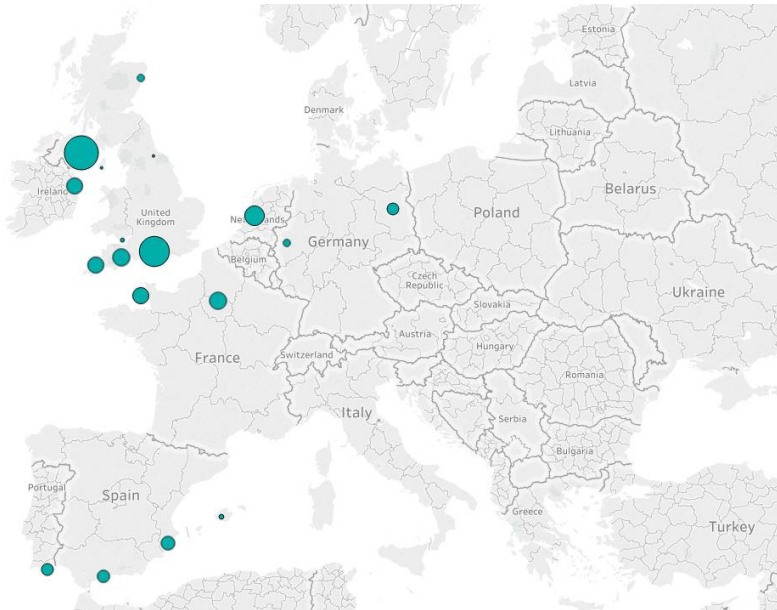 Estonia
Latvia
Denmark
Lithuania
Belarus
Ireland
United
Kingdom
Netherlands
Poland
Germany
Belgium
Czech
Republic
Ukraine
Slovakia
Austria
Hungary
France
Switzerland
Romania
Italy
Serbia
Bulgaria
Portugal
Spain
Greece
Turkey